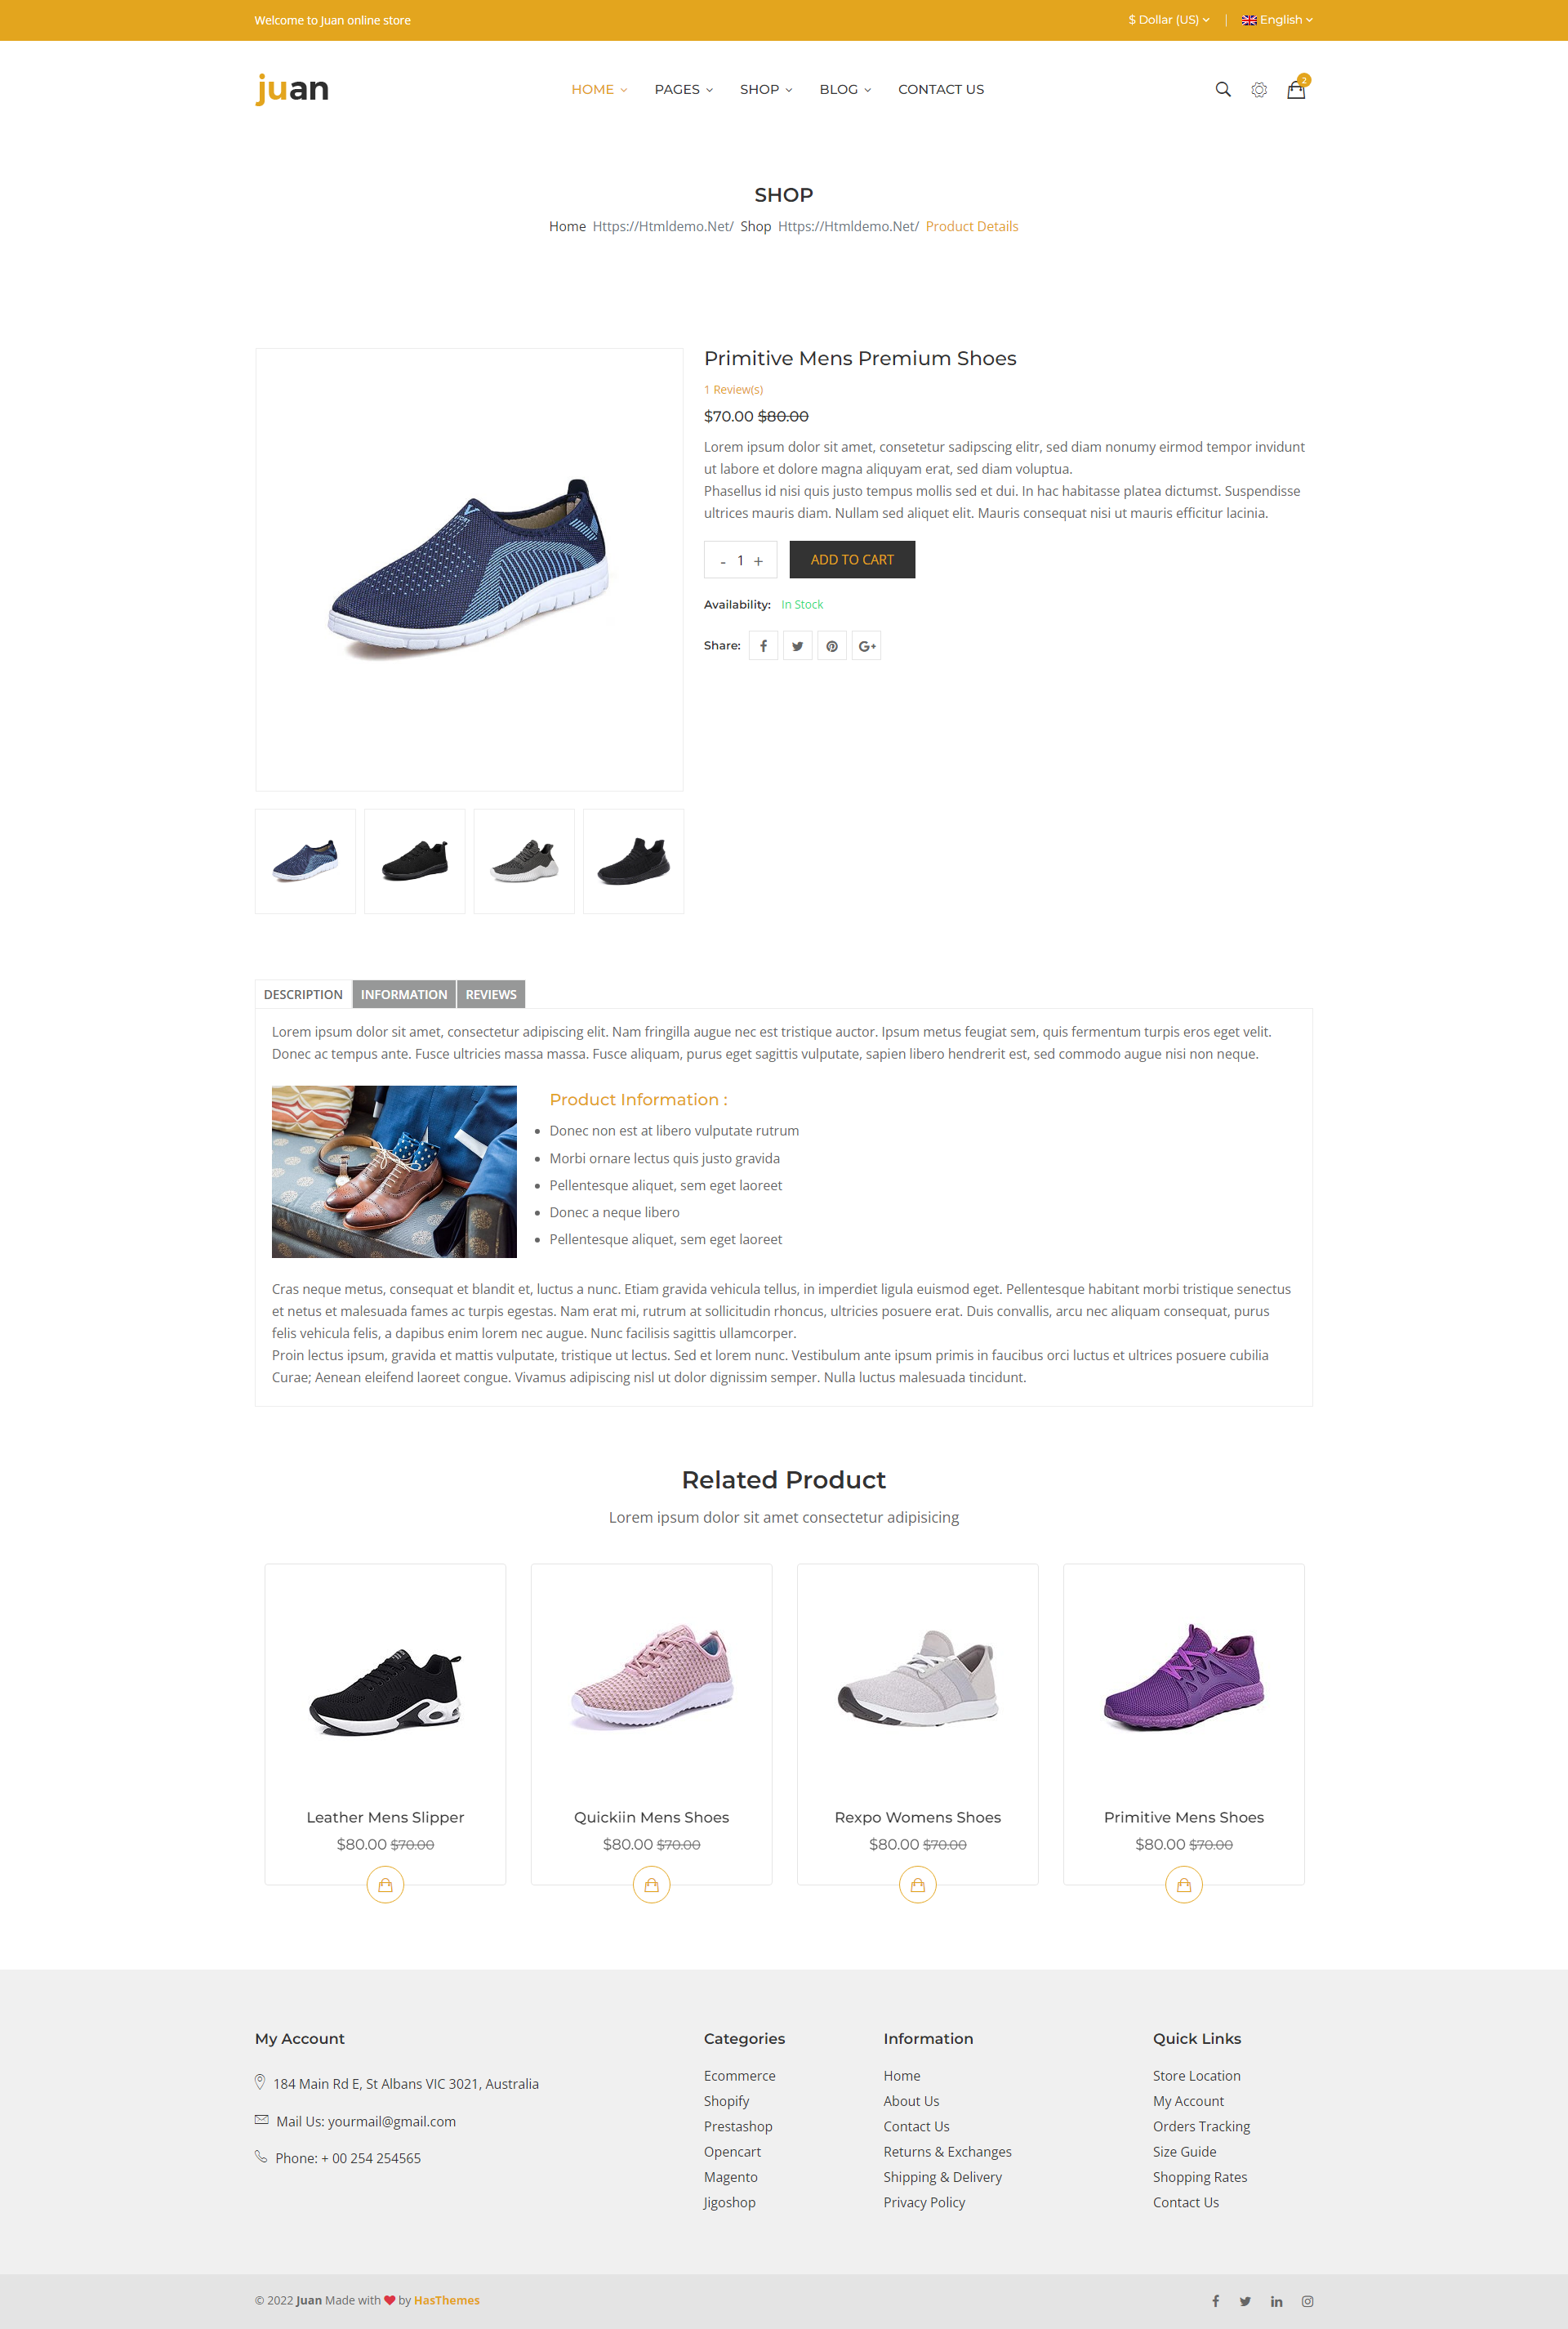 Welcome to Juan online store
$ Dollar (US)
English
juan
HOME
PAGES
SHOP
BLOG
CONTACT US
2
SHOP
Home Https://Htmldemo.Net/ Shop Https://Htmldemo.Net/ Product Details
Primitive Mens Premium Shoes
1 Review(s)
$70.00 $80.00
Lorem ipsum dolor sit amet, consetetur sadipscing elitr, sed diam nonumy eirmod tempor invidunt
ut labore et dolore magna aliquyam erat, sed diam voluptua.
Phasellus id nisi quis justo tempus mollis sed et dui. In hac habitasse platea dictumst. Suspendisse
ultrices mauris diam. Nullam sed aliquet elit. Mauris consequat nisi ut mauris efficitur lacinia.
- 1 +
ADD TO CART
Availability: In Stock
Share:
DESCRIPTION
INFORMATION
REVIEWS
Lorem ipsum dolor sit amet, consectetur adipiscing elit. Nam fringilla augue nec est tristique auctor. Ipsum metus feugiat sem, quis fermentum turpis eros eget velit.
Donec ac tempus ante. Fusce ultricies massa massa. Fusce aliquam, purus eget sagittis vulputate, sapien libero hendrerit est, sed commodo augue nisi non neque.
Product Information :
Donec non est at libero vulputate rutrum
Morbi ornare lectus quis justo gravida
Pellentesque aliquet, sem eget laoreet
Donec a neque libero
Pellentesque aliquet, sem eget laoreet
Cras neque metus, consequat et blandit et, luctus a nunc. Etiam gravida vehicula tellus, in imperdiet ligula euismod eget. Pellentesque habitant morbi tristique senectus
et netus et malesuada fames ac turpis egestas. Nam erat mi, rutrum at sollicitudin rhoncus, ultricies posuere erat. Duis convallis, arcu nec aliquam consequat, purus
felis vehicula felis, a dapibus enim lorem nec augue. Nunc facilisis sagittis ullamcorper.
Proin lectus ipsum, gravida et mattis vulputate, tristique ut lectus. Sed et lorem nunc. Vestibulum ante ipsum primis in faucibus orci luctus et ultrices posuere cubilia
Curae; Aenean eleifend laoreet congue. Vivamus adipiscing nisl ut dolor dignissim semper. Nulla luctus malesuada tincidunt.
Related Product
Lorem ipsum dolor sit amet consectetur adipisicing
Leather Mens Slipper
$80.00 $70.00
Quickiin Mens Shoes
$80.00 $70.00
Rexpo Womens Shoes
$80.00 $70.00
Primitive Mens Shoes
$80.00 $70.00
My Account
184 Main Rd E, St Albans VIC 3021, Australia
Mail Us: yourmail@gmail.com
Phone: + 00 254 254565
Categories
Ecommerce
Shopify
Prestashop
Opencart
Magento
Jigoshop
Information
Home
About Us
Contact Us
Returns & Exchanges
Shipping & Delivery
Privacy Policy
Quick Links
Store Location
My Account
Orders Tracking
Size Guide
Shopping Rates
Contact Us
© 2022 Juan Made with ❤ by HasThemes